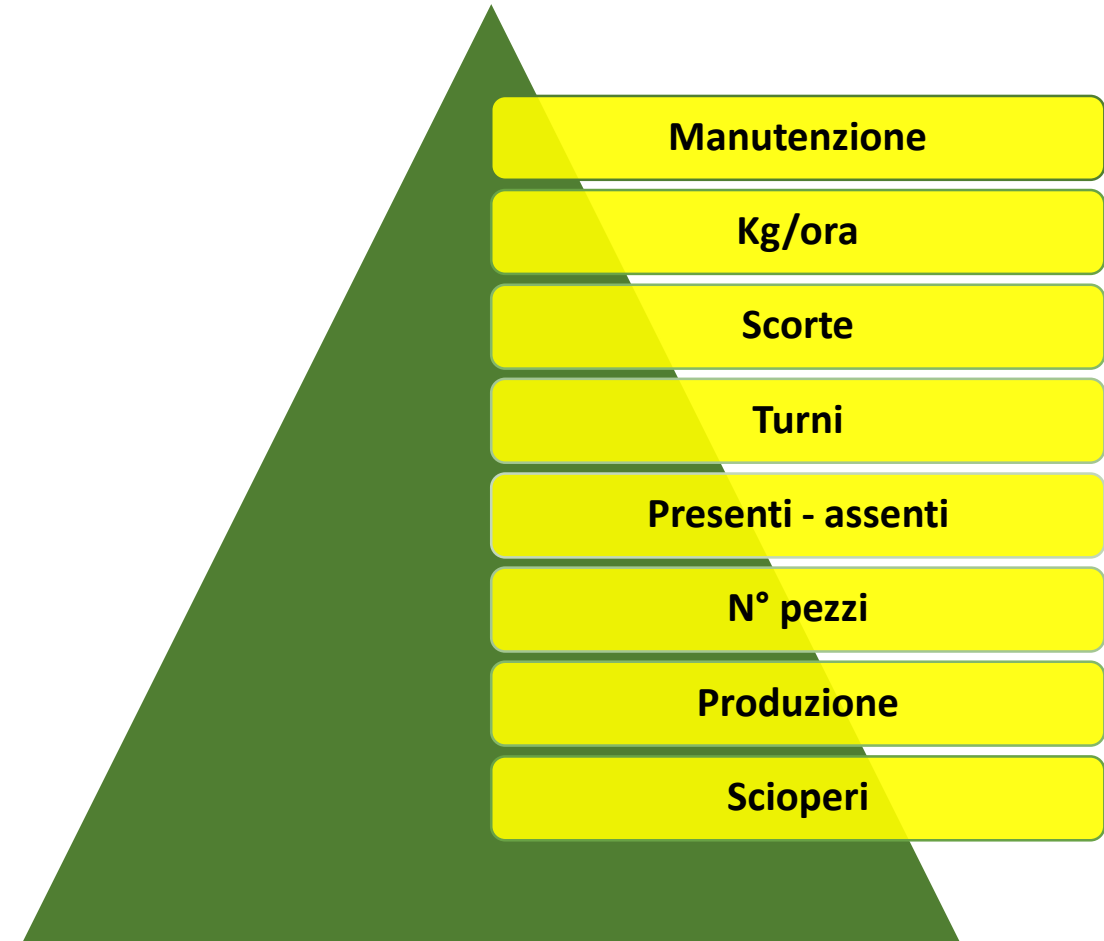 Manutenzione
Kg/ora
Scorte
Turni
Presenti - assenti
N° pezzi
Produzione
Scioperi